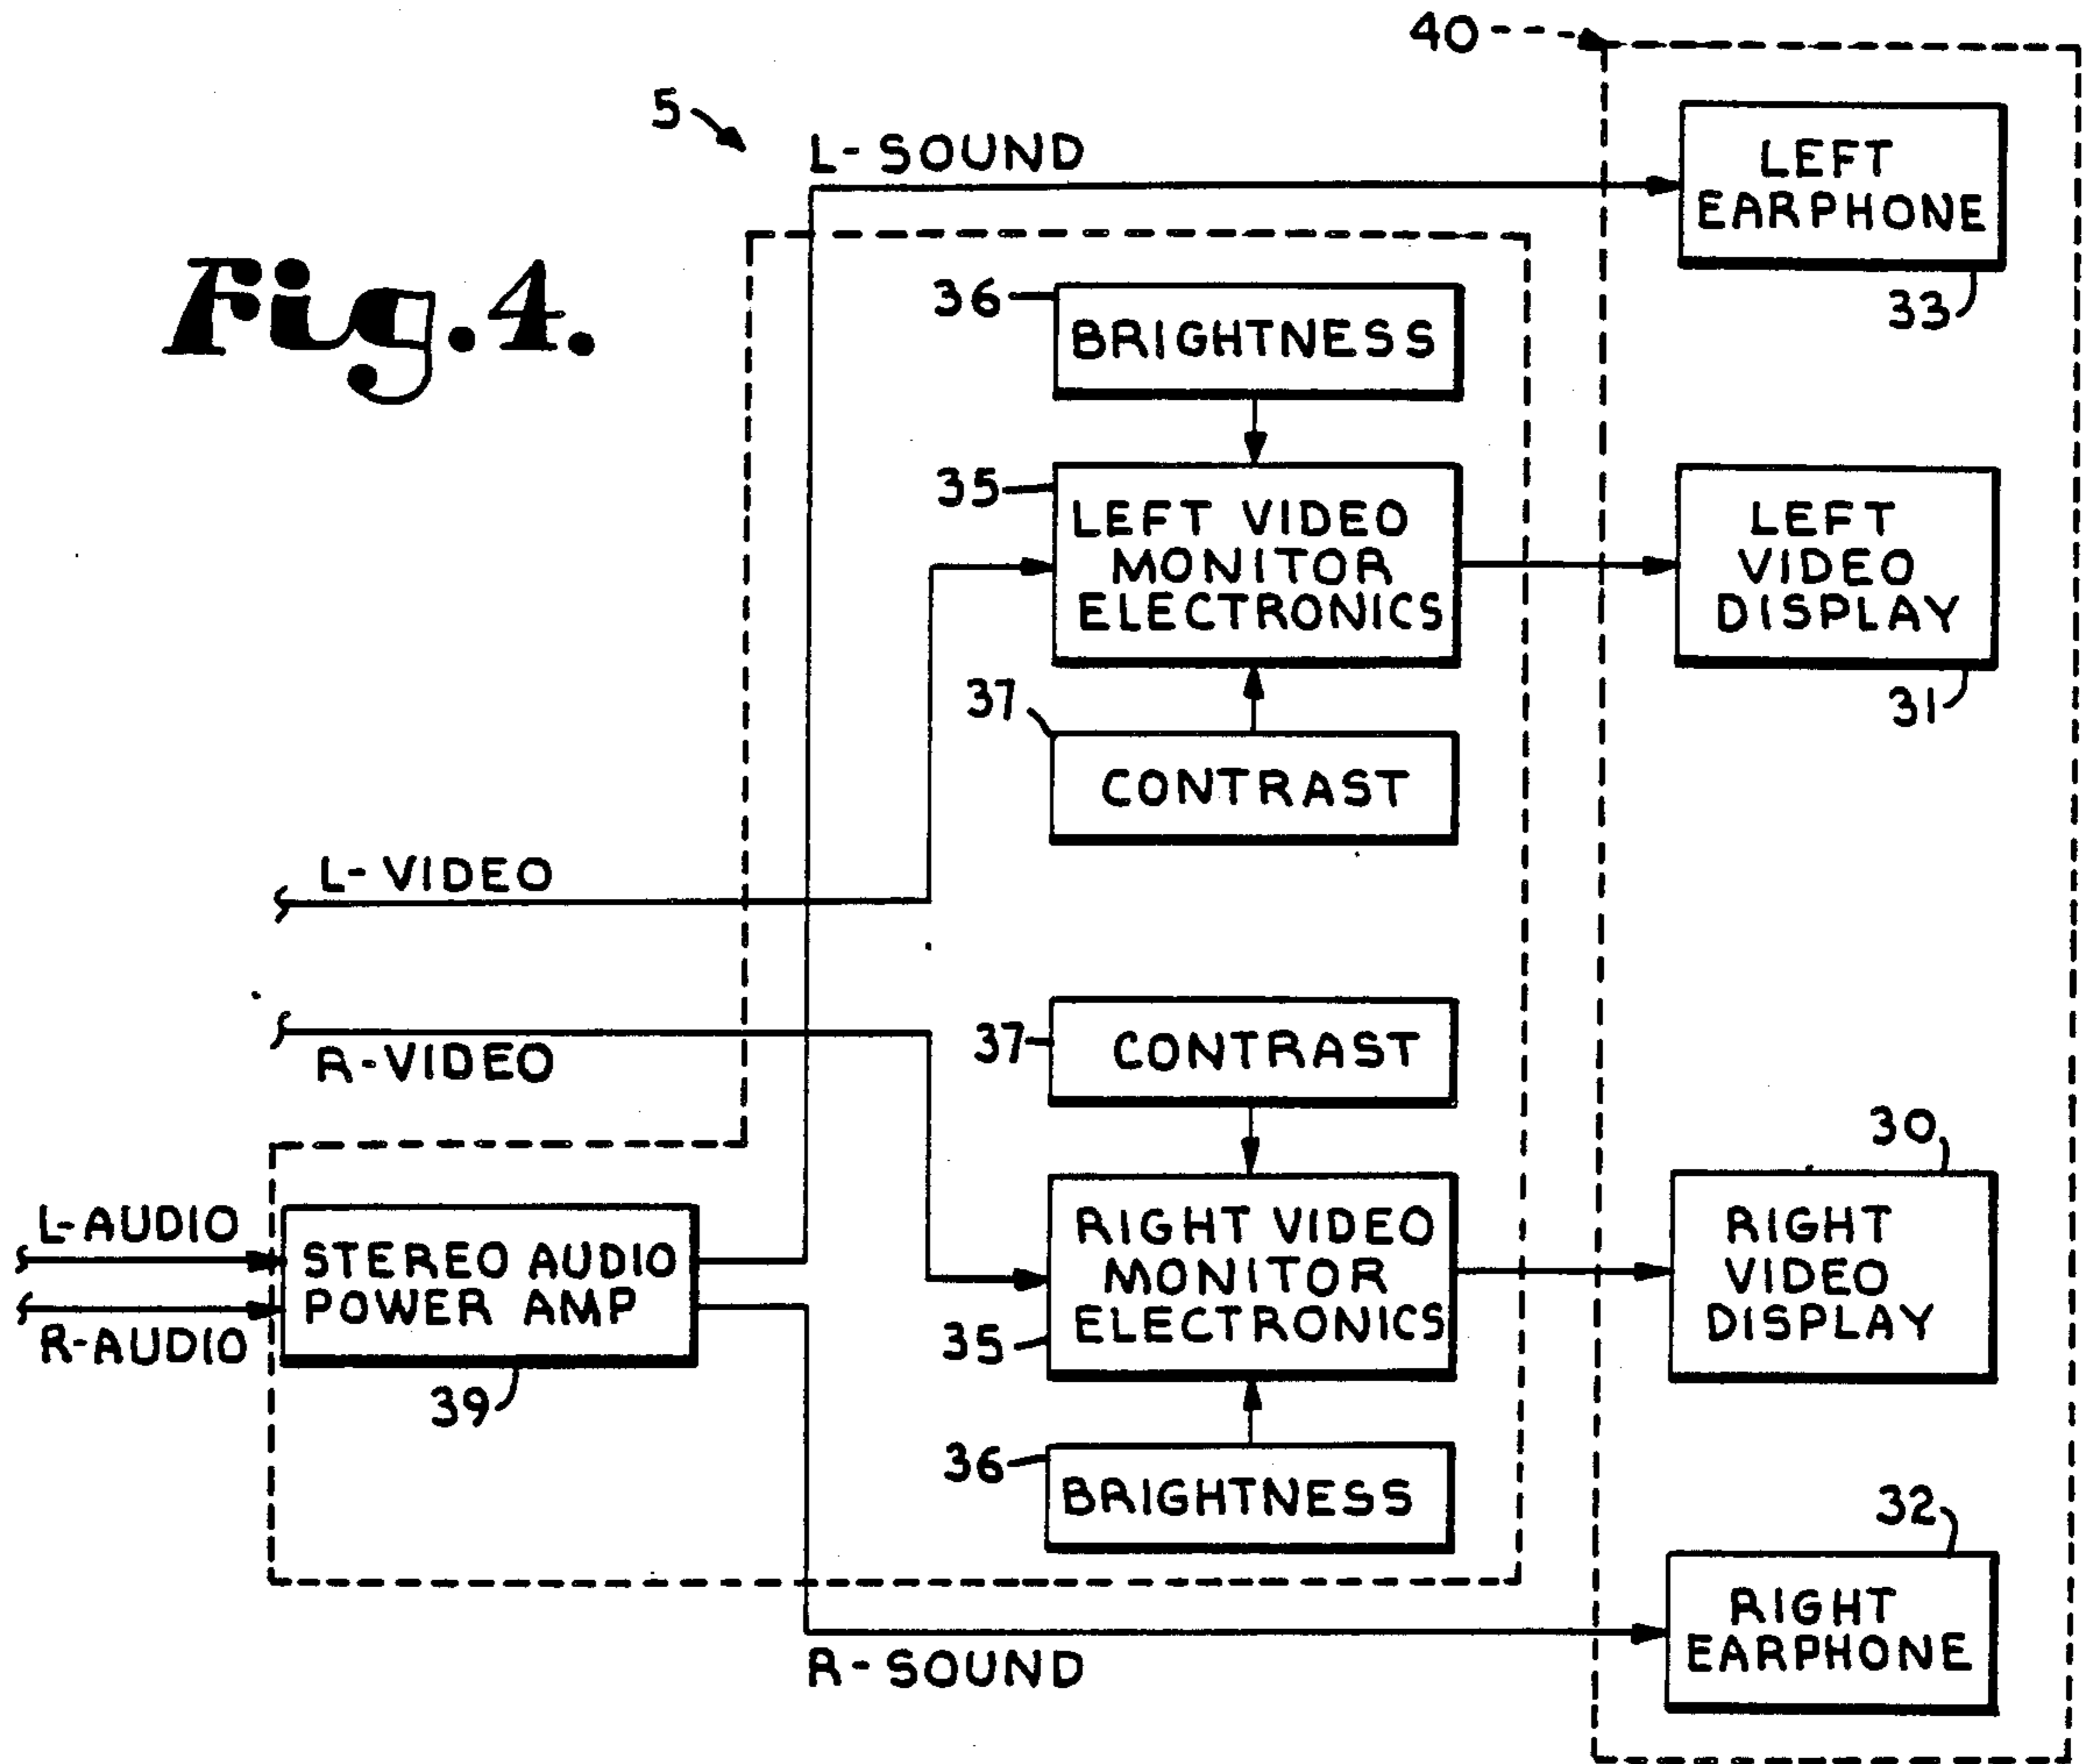 40
5
L-SOUND
LEFT
EARPHONE
33
Fig.4.
36
BRIGHTNESS
35
LEFT VIDEO
MONITOR
ELECTRONICS
LEFT
VIDEO
DISPLAY
31
37
CONTRAST
L-VIDEO
R-VIDEO
37
CONTRAST
30
L-AUDIO
R-AUDIO
STEREO AUDIO
POWER AMP
39
RIGHT VIDEO
MONITOR
ELECTRONICS
35
RIGHT
VIDEO
DISPLAY
36
BRIGHTNESS
32
RIGHT
EARPHONE
R-SOUND